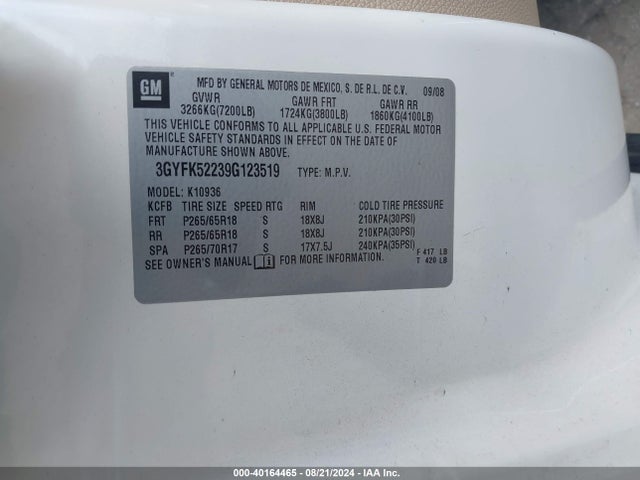 GM
MFD BY GENERAL MOTORS DE MEXICO, S. DE R.L. DE C.V. 09/08
GVWR GAWR FRT GAWR RR
3266KG(7200LB) 1724KG(3800LB) 1860KG(4100LB)
THIS VEHICLE CONFORMS TO ALL APPLICABLE U.S. FEDERAL MOTOR
VEHICLE SAFETY STANDARDS IN EFFECT ON THE DATE OF
MANUFACTURE SHOWN ABOVE.
3GYFK52239G123519 TYPE: M.P.V.
MODEL: K10936
KCFB TIRE SIZE SPEED RTG RIM COLD TIRE PRESSURE
FRT P265/65R18 S 18X8J 210KPA(30PSI)
RR P265/65R18 S 18X8J 210KPA(30PSI)
SPA P265/70R17 S 17X7.5J 240KPA(35PSI)
SEE OWNER'S MANUAL FOR MORE INFORMATION.
F 417 LB
T 420 LB
000-40164465 - 08/21/2024 - IAA Inc.